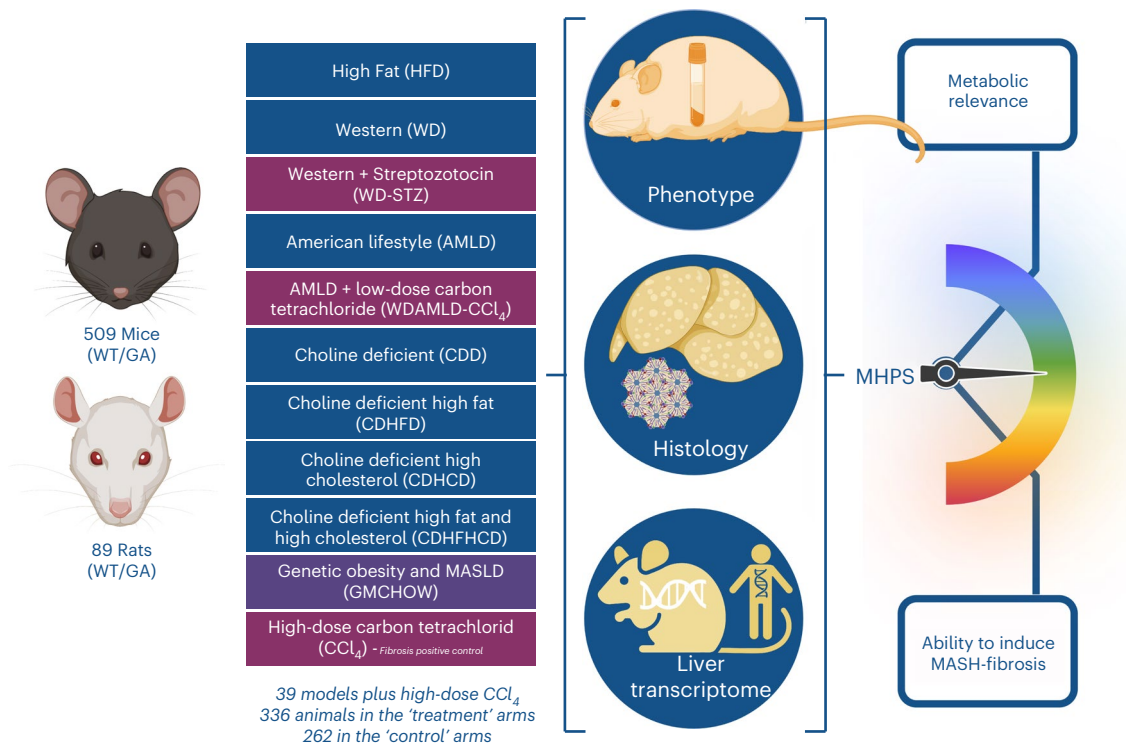 509 Mice
(WT/GA)
89 Rats
(WT/GA)
High Fat (HFD)
Western (WD)
Western + Streptozotocin
(WD-STZ)
American lifestyle (AMLD)
AMLD + low-dose carbon
tetrachloride (WDAMLD-CCl₄)
Choline deficient (CDD)
Choline deficient high fat
(CDHFD)
Choline deficient high
cholesterol (CDHCD)
Choline deficient high fat and
high cholesterol (CDHFHCD)
Genetic obesity and MASLD
(GMCHOW)
High-dose carbon tetrachlorid
(CCl₄) - Fibrosis positive control
39 models plus high-dose CCl₄
336 animals in the ‘treatment’ arms
262 in the ‘control’ arms
Phenotype
Histology
Liver
transcriptome
Metabolic
relevance
MHPS
Ability to induce
MASH-fibrosis